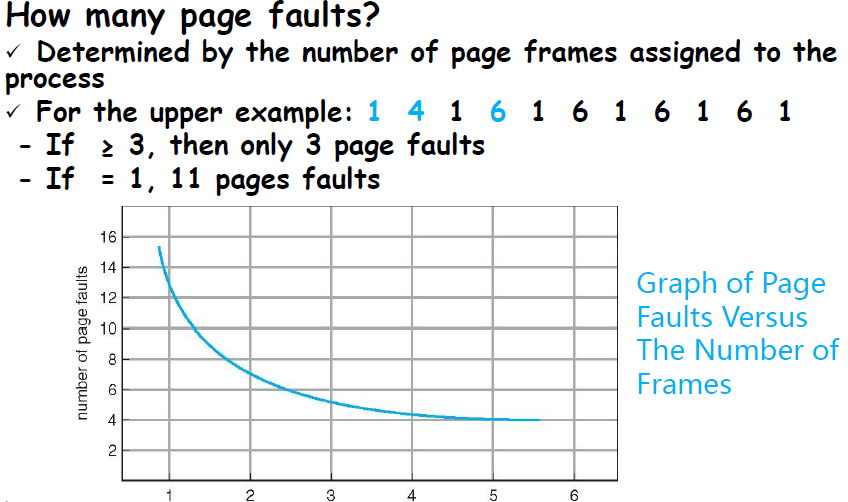 How many page faults?
✓ Determined by the number of page frames assigned to the
process
✓ For the upper example: 1 4 1 6 1 6 1 6 1 6 1
- If ≥ 3, then only 3 page faults
- If = 1, 11 pages faults
number of page faults
16
14
12
10
8
6
4
2
1 2 3 4 5 6
Graph of Page
Faults Versus
The Number of
Frames